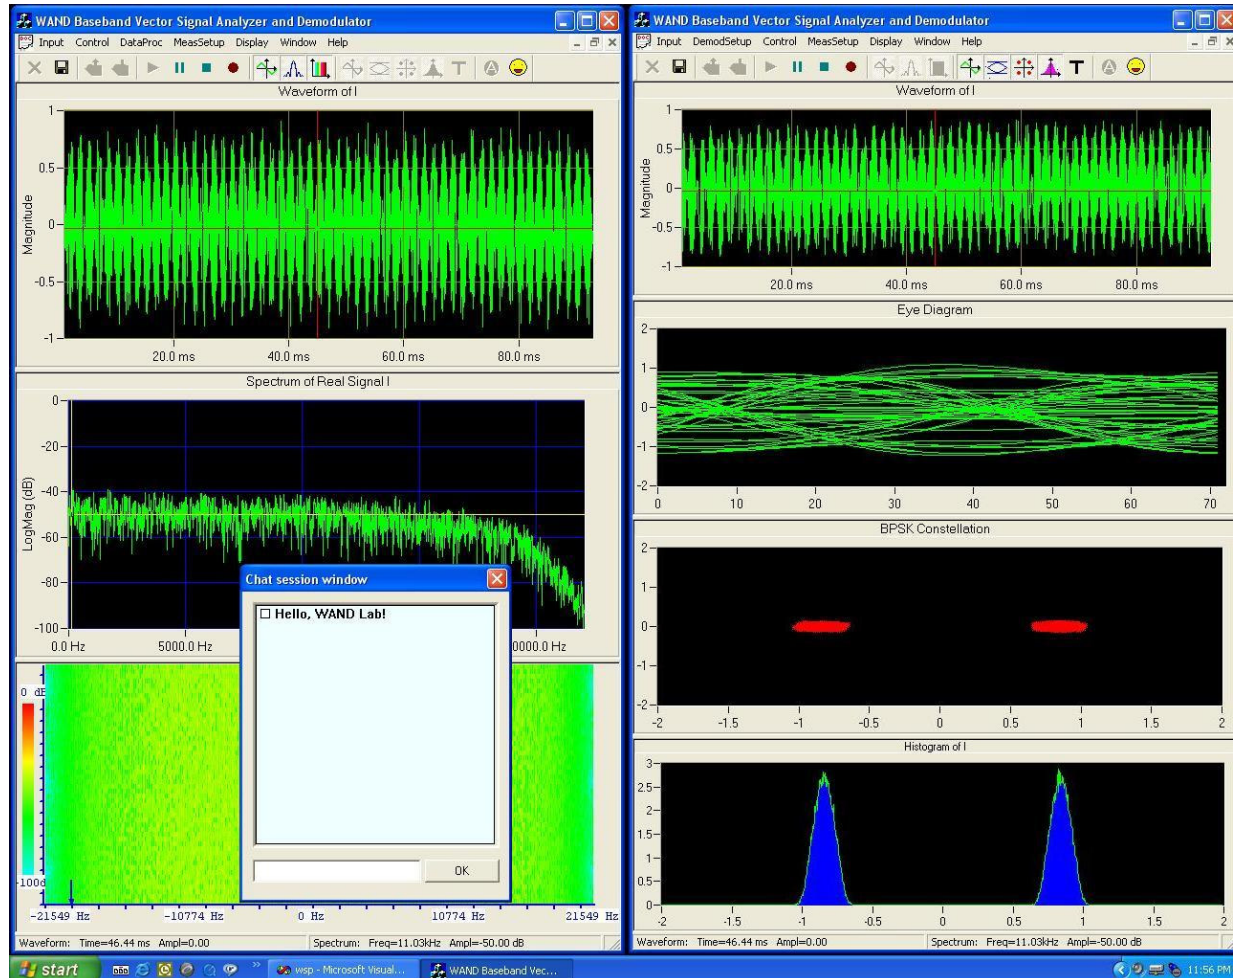 WAND Baseband Vector Signal Analyzer and Demodulator
Input Control DataProc MeasSetup Display Window Help
T A
Waveform of I
Magnitude
1
0.5
0
-0.5
-1
20.0 ms 40.0 ms 60.0 ms 80.0 ms
Spectrum of Real Signal I
LogMag (dB)
0
-20
-40
-60
-80
-100
0.0 Hz 5000.0 Hz 0000.0 Hz
Chat session window
Hello, WAND Lab!
OK
0 dB
-100d
-21549 Hz -10774 Hz 0 Hz 10774 Hz 21549 Hz
Waveform: Time=46.44 ms Ampl=0.00 Spectrum: Freq=11.03kHz Ampl=-50.00 dB
WAND Baseband Vector Signal Analyzer and Demodulator
Input DemodSetup Control MeasSetup Display Window Help
T A
Waveform of I
Magnitude
1
0.5
0
-0.5
-1
20.0 ms 40.0 ms 60.0 ms 80.0 ms
Eye Diagram
2
1
0
-1
-2
0 10 20 30 40 50 60 70
BPSK Constellation
2
1
0
-1
-2
-2 -1.5 -1 -0.5 0 0.5 1 1.5 2
Histogram of I
3
2.5
2
1.5
1
0.5
0
-2 -1.5 -1 -0.5 0 0.5 1 1.5 2
Waveform: Time=46.44 ms Ampl=0.00 Spectrum: Freq=11.03kHz Ampl=-50.00 dB
start wsp - Microsoft Visual... WAND Baseband Vec... 11:56 PM